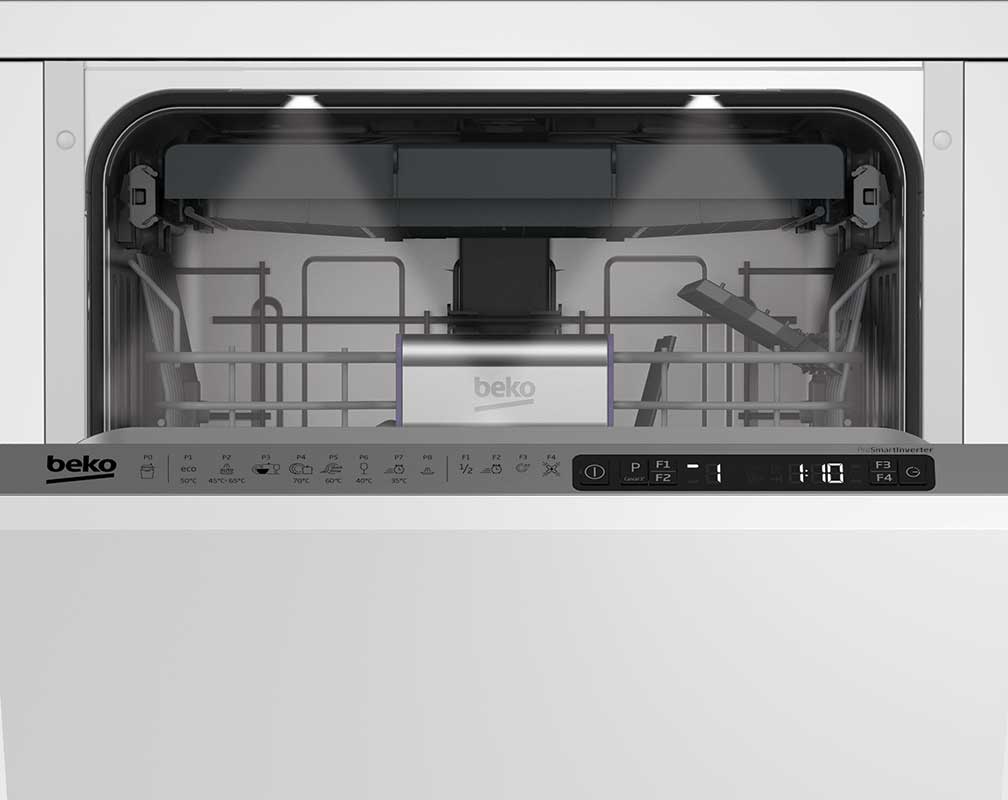 beko
ProSmartInverter
beko
P0 P1 P2 P3 P4 P5 P6 P7 P8 F1 F2 F3 F4
eco auto 1/2
50°C 45°C-65°C 70°C 60°C 40°C 35°C
P F1 F2 1 1:10 F3 F4
Cancel 3"